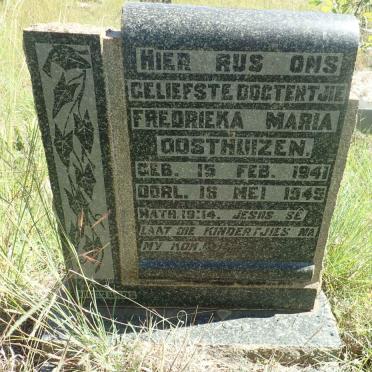 HIER RUS ONS
GELIEFSTE DOGTERTJIE
FREDRIEKA MARIA
OOSTHUIZEN.
GEB. 15 FEB. 1941
OORL. 18 MEI 1945
MATH. 19:14. JESUS SÊ
LAAT DIE KINDERTJIES NA
MY KOM.